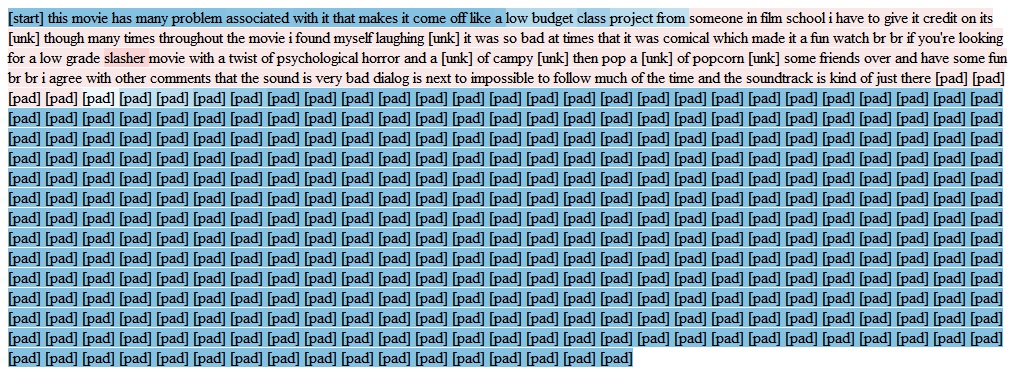 [start] this movie has many problem associated with it that makes it come off like a low budget class project from someone in film school i have to give it credit on its
[unk] though many times throughout the movie i found myself laughing [unk] it was so bad at times that it was comical which made it a fun watch br br if you're looking
for a low grade slasher movie with a twist of psychological horror and a [unk] of campy [unk] then pop a [unk] of popcorn [unk] some friends over and have some fun
br br i agree with other comments that the sound is very bad dialog is next to impossible to follow much of the time and the soundtrack is kind of just there [pad] [pad]
[pad] [pad] [pad] [pad] [pad] [pad] [pad] [pad] [pad] [pad] [pad] [pad] [pad] [pad] [pad] [pad] [pad] [pad] [pad] [pad] [pad] [pad] [pad] [pad] [pad] [pad] [pad]
[pad] [pad] [pad] [pad] [pad] [pad] [pad] [pad] [pad] [pad] [pad] [pad] [pad] [pad] [pad] [pad] [pad] [pad] [pad] [pad] [pad] [pad] [pad] [pad] [pad] [pad] [pad]
[pad] [pad] [pad] [pad] [pad] [pad] [pad] [pad] [pad] [pad] [pad] [pad] [pad] [pad] [pad] [pad] [pad] [pad] [pad] [pad] [pad] [pad] [pad] [pad] [pad] [pad] [pad]
[pad] [pad] [pad] [pad] [pad] [pad] [pad] [pad] [pad] [pad] [pad] [pad] [pad] [pad] [pad] [pad] [pad] [pad] [pad] [pad] [pad] [pad] [pad] [pad] [pad] [pad] [pad]
[pad] [pad] [pad] [pad] [pad] [pad] [pad] [pad] [pad] [pad] [pad] [pad] [pad] [pad] [pad] [pad] [pad] [pad] [pad] [pad] [pad] [pad] [pad] [pad] [pad] [pad] [pad]
[pad] [pad] [pad] [pad] [pad] [pad] [pad] [pad] [pad] [pad] [pad] [pad] [pad] [pad] [pad] [pad] [pad] [pad] [pad] [pad] [pad] [pad] [pad] [pad] [pad] [pad] [pad]
[pad] [pad] [pad] [pad] [pad] [pad] [pad] [pad] [pad] [pad] [pad] [pad] [pad] [pad] [pad] [pad] [pad] [pad] [pad] [pad] [pad] [pad] [pad] [pad] [pad] [pad] [pad]
[pad] [pad] [pad] [pad] [pad] [pad] [pad] [pad] [pad] [pad] [pad] [pad] [pad] [pad] [pad] [pad] [pad] [pad] [pad] [pad] [pad] [pad] [pad] [pad] [pad] [pad] [pad]
[pad] [pad] [pad] [pad] [pad] [pad] [pad] [pad] [pad] [pad] [pad] [pad] [pad] [pad] [pad] [pad] [pad] [pad] [pad] [pad] [pad] [pad] [pad] [pad] [pad] [pad] [pad]
[pad] [pad] [pad] [pad] [pad] [pad] [pad] [pad] [pad] [pad] [pad] [pad] [pad] [pad] [pad] [pad] [pad] [pad] [pad] [pad] [pad] [pad] [pad] [pad] [pad] [pad] [pad]
[pad] [pad] [pad] [pad] [pad] [pad] [pad] [pad] [pad] [pad] [pad] [pad] [pad] [pad] [pad] [pad] [pad] [pad] [pad] [pad] [pad] [pad] [pad] [pad] [pad] [pad] [pad]
[pad] [pad] [pad] [pad] [pad] [pad] [pad] [pad] [pad] [pad] [pad] [pad] [pad] [pad] [pad] [pad] [pad] [pad] [pad] [pad] [pad] [pad] [pad] [pad] [pad] [pad] [pad]
[pad] [pad] [pad] [pad] [pad] [pad] [pad] [pad] [pad] [pad] [pad] [pad] [pad] [pad] [pad] [pad] [pad] [pad] [pad] [pad] [pad] [pad] [pad] [pad] [pad] [pad] [pad]
[pad] [pad] [pad] [pad] [pad] [pad] [pad] [pad] [pad] [pad] [pad] [pad] [pad] [pad] [pad] [pad] [pad]